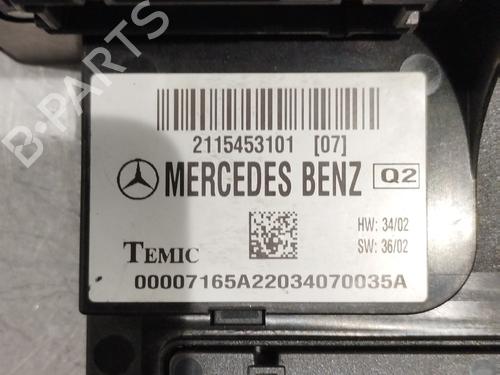 B-PARTS
2115453101 [07]
MERCEDES BENZ Q2
HW: 34/02
TEMIC SW: 36/02
00007165A22034070035A